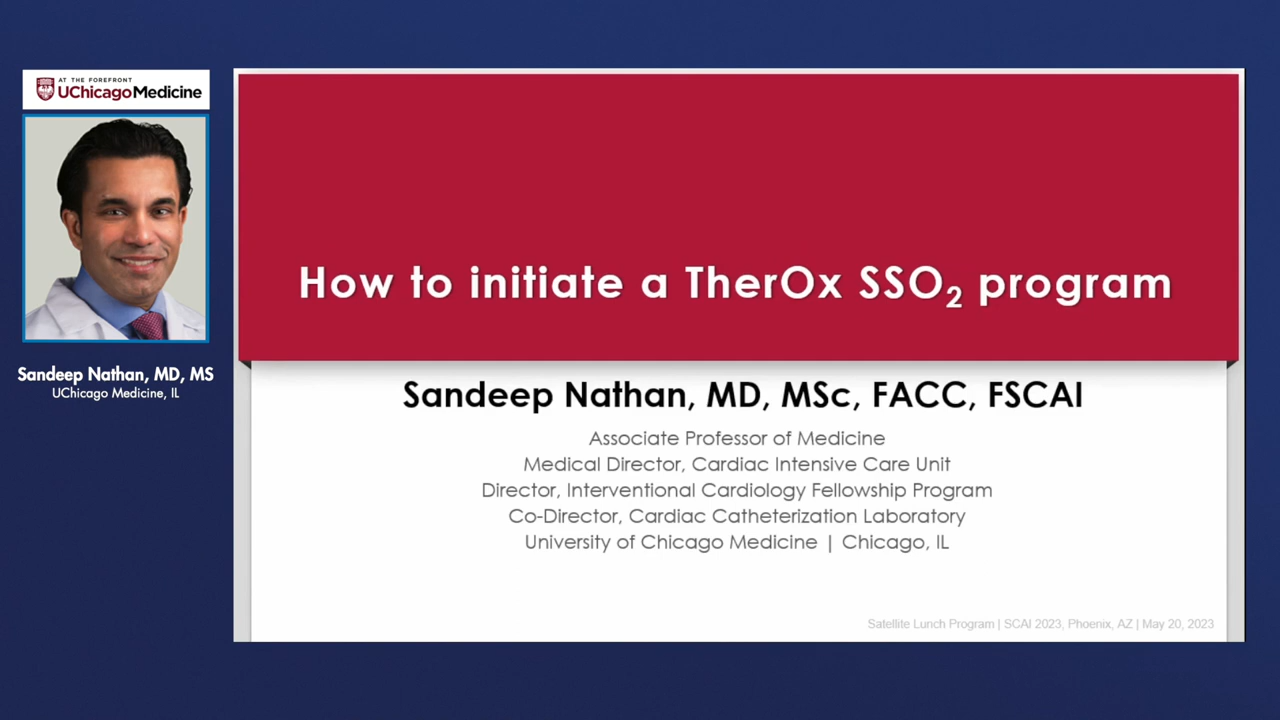 AT THE FOREFRONT
UChicago Medicine
Sandeep Nathan, MD, MS
UChicago Medicine, IL
How to initiate a TherOx SSO₂ program
Sandeep Nathan, MD, MSc, FACC, FSCAI
Associate Professor of Medicine
Medical Director, Cardiac Intensive Care Unit
Director, Interventional Cardiology Fellowship Program
Co-Director, Cardiac Catheterization Laboratory
University of Chicago Medicine | Chicago, IL
Satellite Lunch Program | SCAI 2023, Phoenix, AZ | May 20, 2023